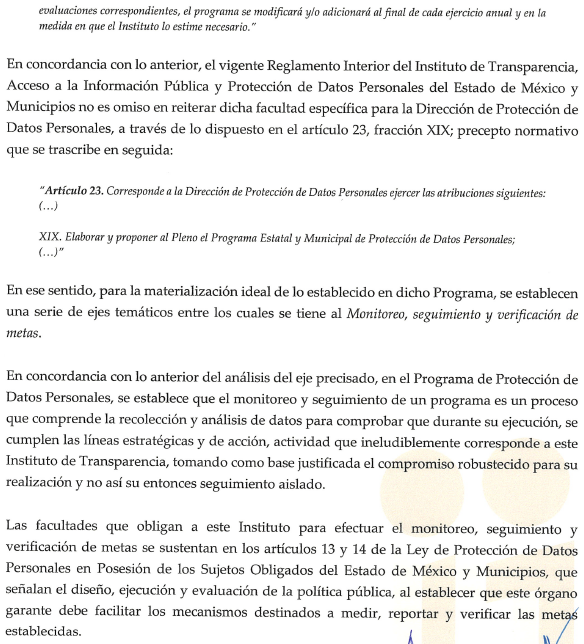 evaluaciones correspondientes, el programa se modificará y/o adicionará al final de cada ejercicio anual y en la
medida en que el Instituto lo estime necesario."
En concordancia con lo anterior, el vigente Reglamento Interior del Instituto de Transparencia,
Acceso a la Información Pública y Protección de Datos Personales del Estado de México y
Municipios no es omiso en reiterar dicha facultad específica para la Dirección de Protección de
Datos Personales, a través de lo dispuesto en el artículo 23, fracción XIX; precepto normativo
que se trascribe en seguida:
"Artículo 23. Corresponde a la Dirección de Protección de Datos Personales ejercer las atribuciones siguientes:
(...)
XIX. Elaborar y proponer al Pleno el Programa Estatal y Municipal de Protección de Datos Personales;
(...)"
En ese sentido, para la materialización ideal de lo establecido en dicho Programa, se establecen
una serie de ejes temáticos entre los cuales se tiene al Monitoreo, seguimiento y verificación de
metas.
En concordancia con lo anterior del análisis del eje precisado, en el Programa de Protección de
Datos Personales, se establece que el monitoreo y seguimiento de un programa es un proceso
que comprende la recolección y análisis de datos para comprobar que durante su ejecución, se
cumplen las líneas estratégicas y de acción, actividad que ineludiblemente corresponde a este
Instituto de Transparencia, tomando como base justificada el compromiso robustecido para su
realización y no así su entonces seguimiento aislado.
Las facultades que obligan a este Instituto para efectuar el monitoreo, seguimiento y
verificación de metas se sustentan en los artículos 13 y 14 de la Ley de Protección de Datos
Personales en Posesión de los Sujetos Obligados del Estado de México y Municipios, que
señalan el diseño, ejecución y evaluación de la política pública, al establecer que este órgano
garante debe facilitar los mecanismos destinados a medir, reportar y verificar las metas
establecidas.